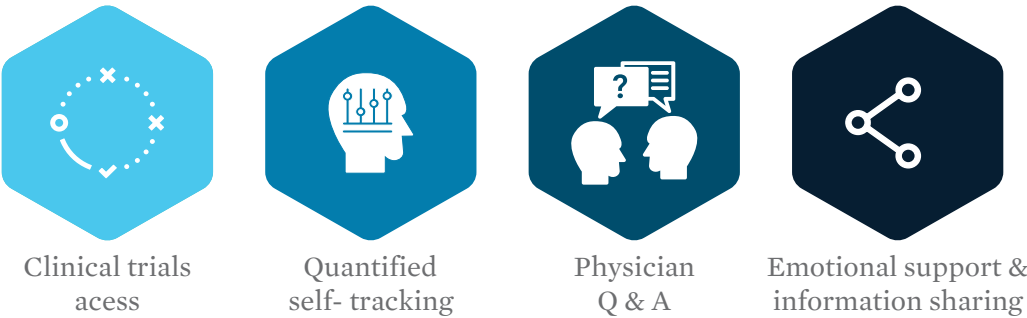 ?
Clinical trials
acess
Quantified
self- tracking
Physician
Q & A
Emotional support &
information sharing